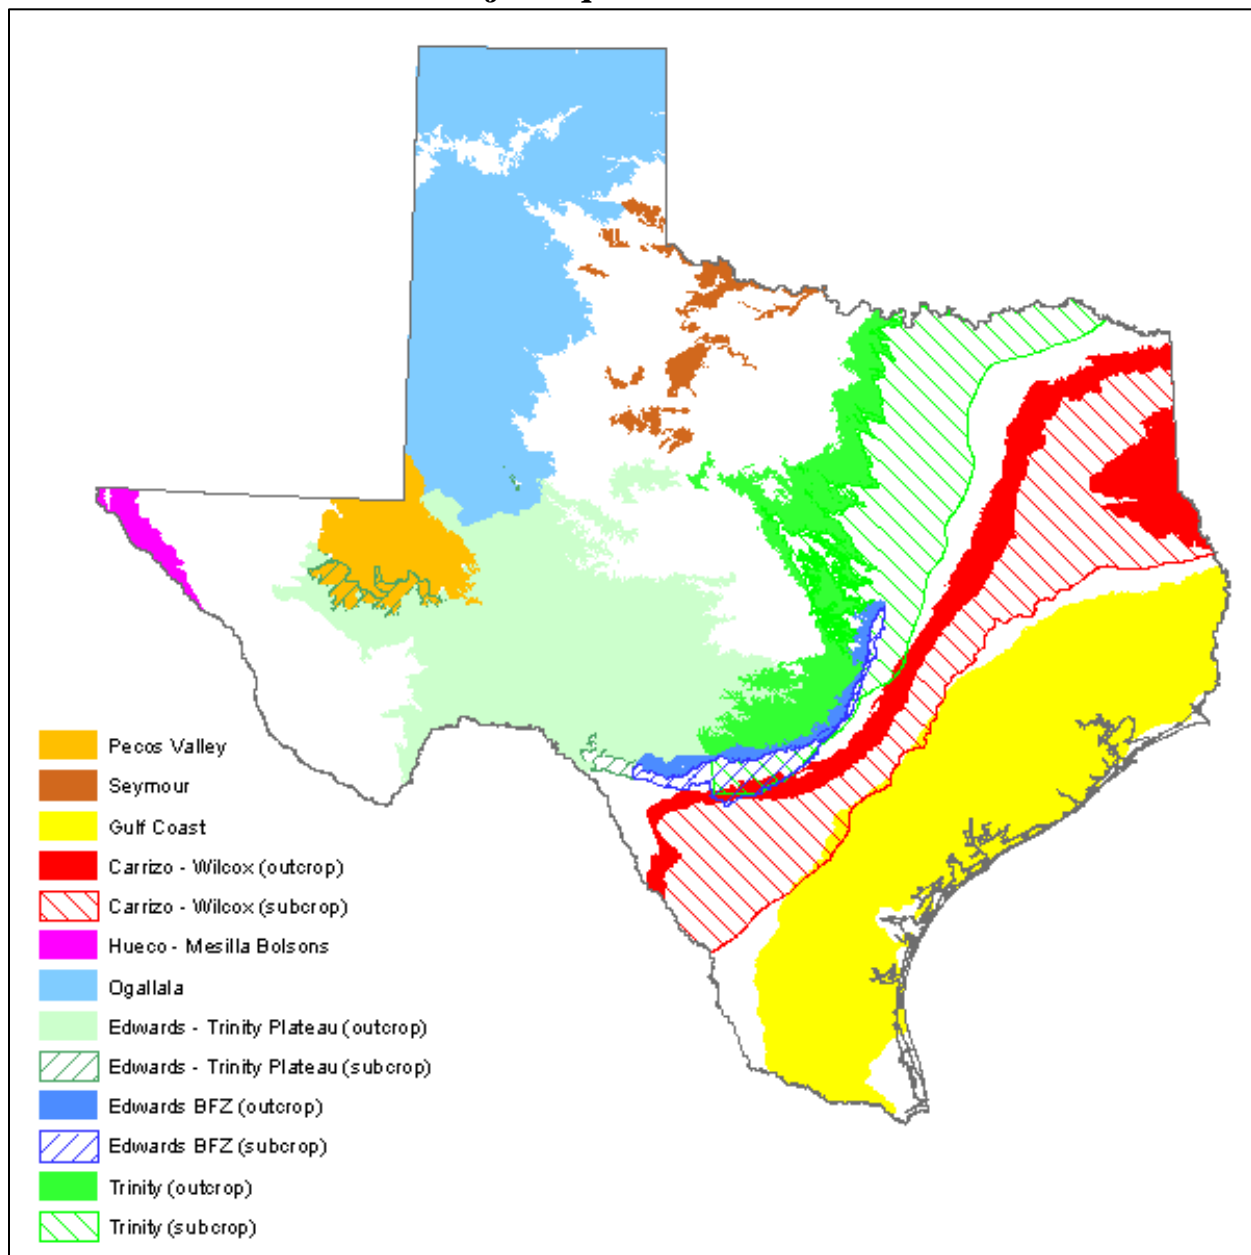 Pecos Valley
Seymour
Gulf Coast
Carrizo - Wilcox (outcrop)
Carrizo - Wilcox (subcrop)
Hueco - Mesilla Bolsons
Ogallala
Edwards - Trinity Plateau (outcrop)
Edwards - Trinity Plateau (subcrop)
Edwards BFZ (outcrop)
Edwards BFZ (subcrop)
Trinity (outcrop)
Trinity (subcrop)